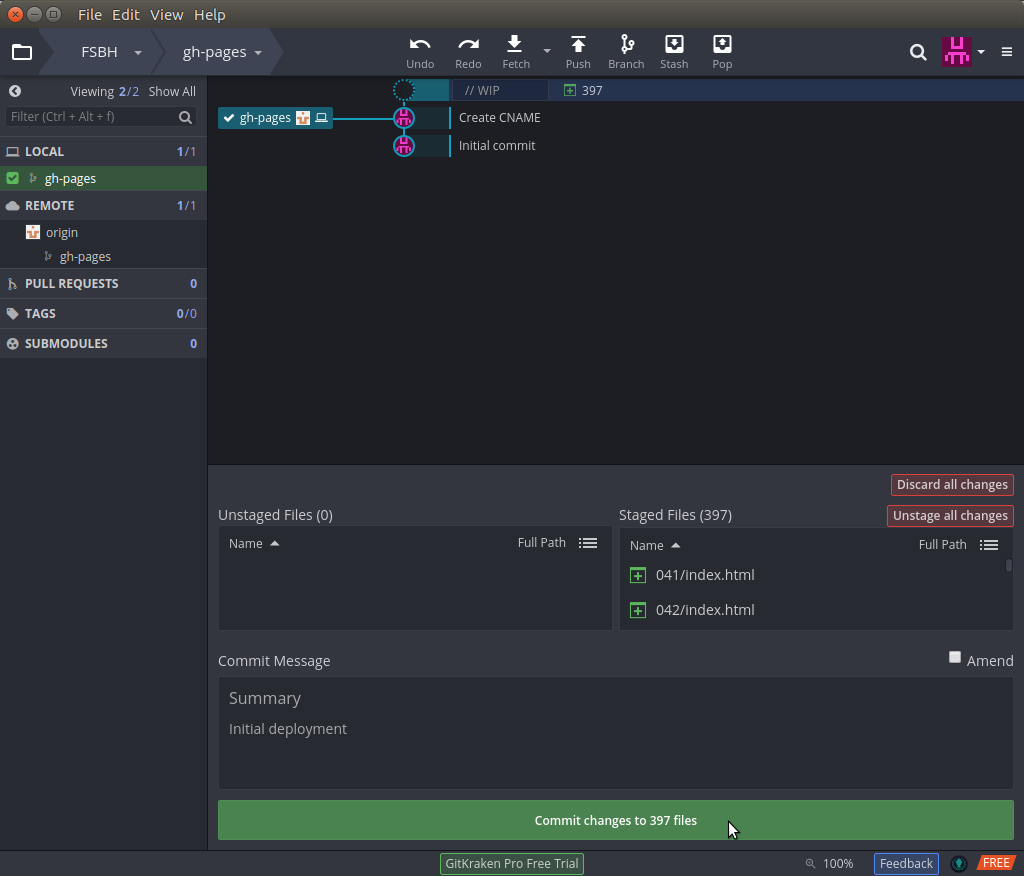 File Edit View Help
FSBH gh-pages Undo Redo Fetch Push Branch Stash Pop
Viewing 2/2 Show All
Filter (Ctrl + Alt + f)
LOCAL 1/1
gh-pages
REMOTE 1/1
origin
gh-pages
PULL REQUESTS 0
TAGS 0/0
SUBMODULES 0
// WIP 397
gh-pages Create CNAME
Initial commit
Discard all changes
Unstaged Files (0)
Name Full Path
Staged Files (397) Unstage all changes
Name Full Path
041/index.html
042/index.html
Commit Message Amend
Summary
Initial deployment
Commit changes to 397 files
GitKraken Pro Free Trial 100% Feedback FREE